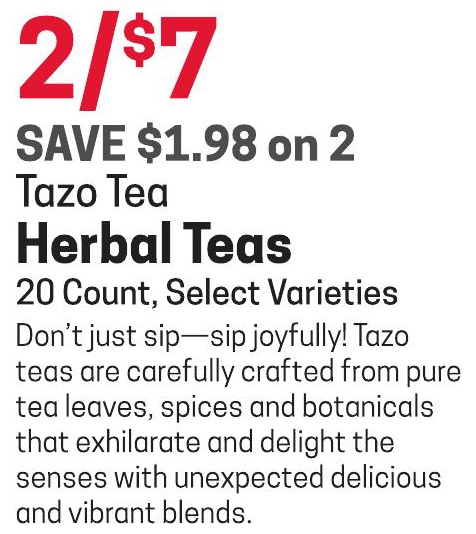 2/$7
SAVE $1.98 on 2
Tazo Tea
Herbal Teas
20 Count, Select Varieties
Don't just sip—sip joyfully! Tazo
teas are carefully crafted from pure
tea leaves, spices and botanicals
that exhilarate and delight the
senses with unexpected delicious
and vibrant blends.